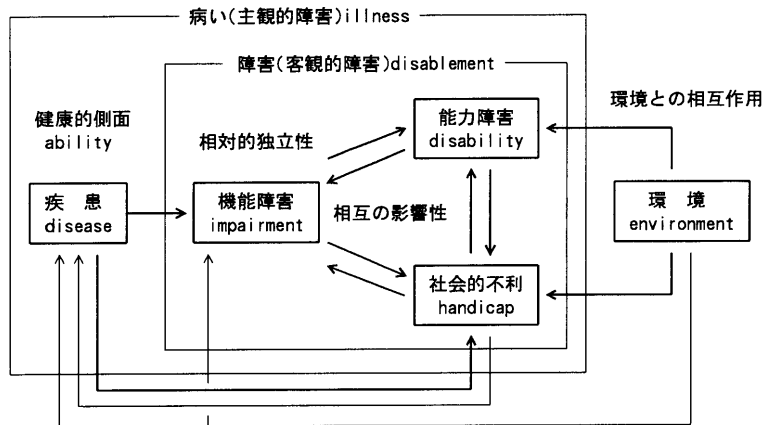 病い(主観的障害)illness
障害(客観的障害)disablement
環境との相互作用
健康的側面
ability
能力障害
disability
相対的独立性
疾 患
disease
機能障害
impairment
相互の影響性
環 境
environment
社会的不利
handicap